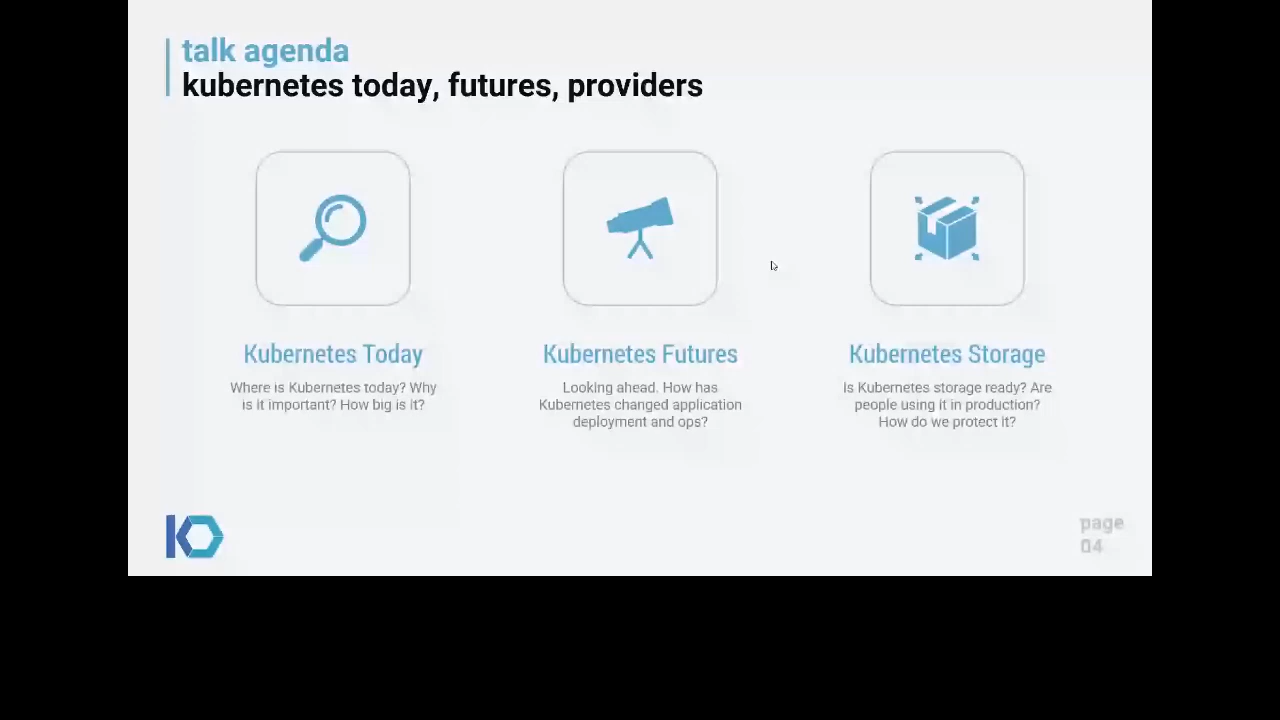 talk agenda
kubernetes today, futures, providers
Kubernetes Today
Where is Kubernetes today? Why
is it important? How big is it?
Kubernetes Futures
Looking ahead. How has
Kubernetes changed application
deployment and ops?
Kubernetes Storage
Is Kubernetes storage ready? Are
people using it in production?
How do we protect it?
page
04